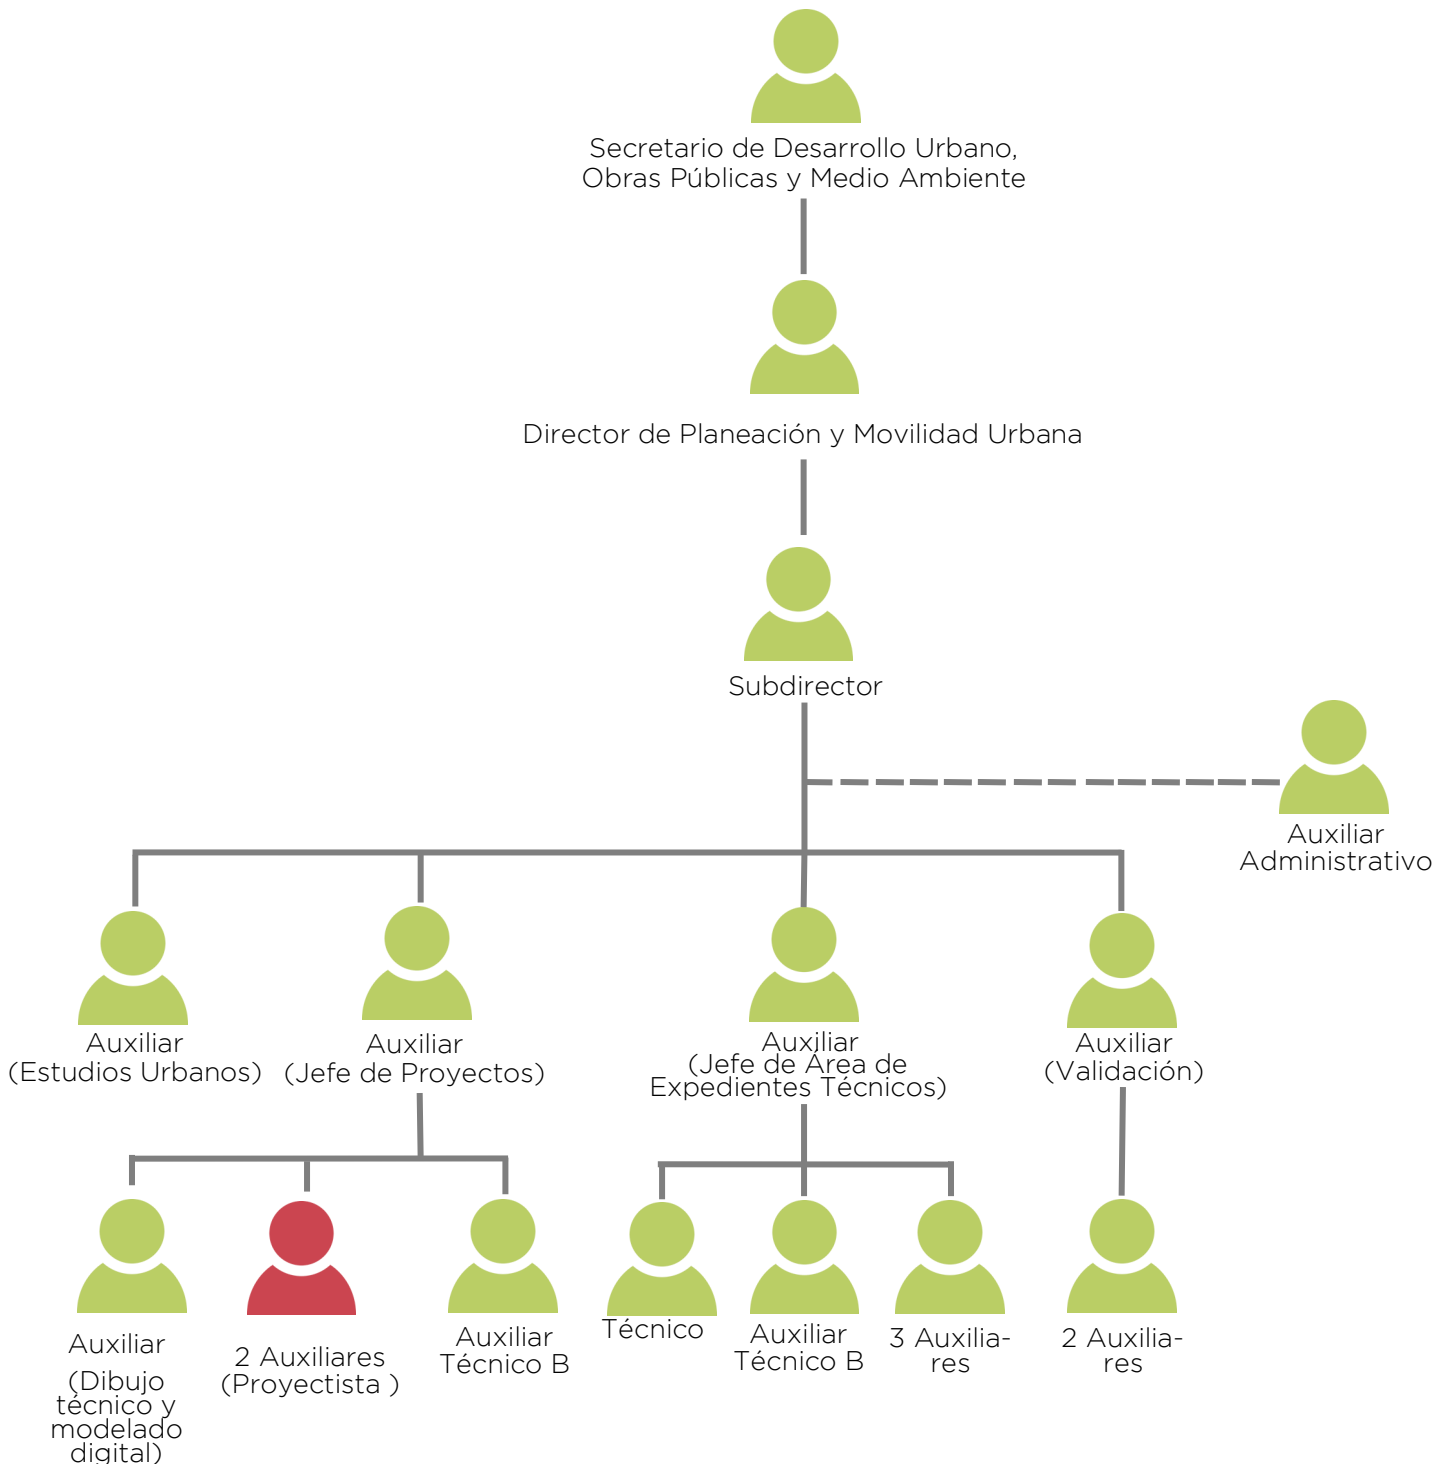 Secretario de Desarrollo Urbano,
Obras Públicas y Medio Ambiente
Director de Planeación y Movilidad Urbana
Subdirector
Auxiliar
Administrativo
Auxiliar
(Estudios Urbanos)
Auxiliar
(Jefe de Proyectos)
Auxiliar
(Jefe de Área de
Expedientes Técnicos)
Auxiliar
(Validación)
Auxiliar
(Dibujo
técnico y
modelado
digital)
2 Auxiliares
(Proyectista )
Auxiliar
Técnico B
Técnico
Auxiliar
Técnico B
3 Auxilia-
res
2 Auxilia-
res